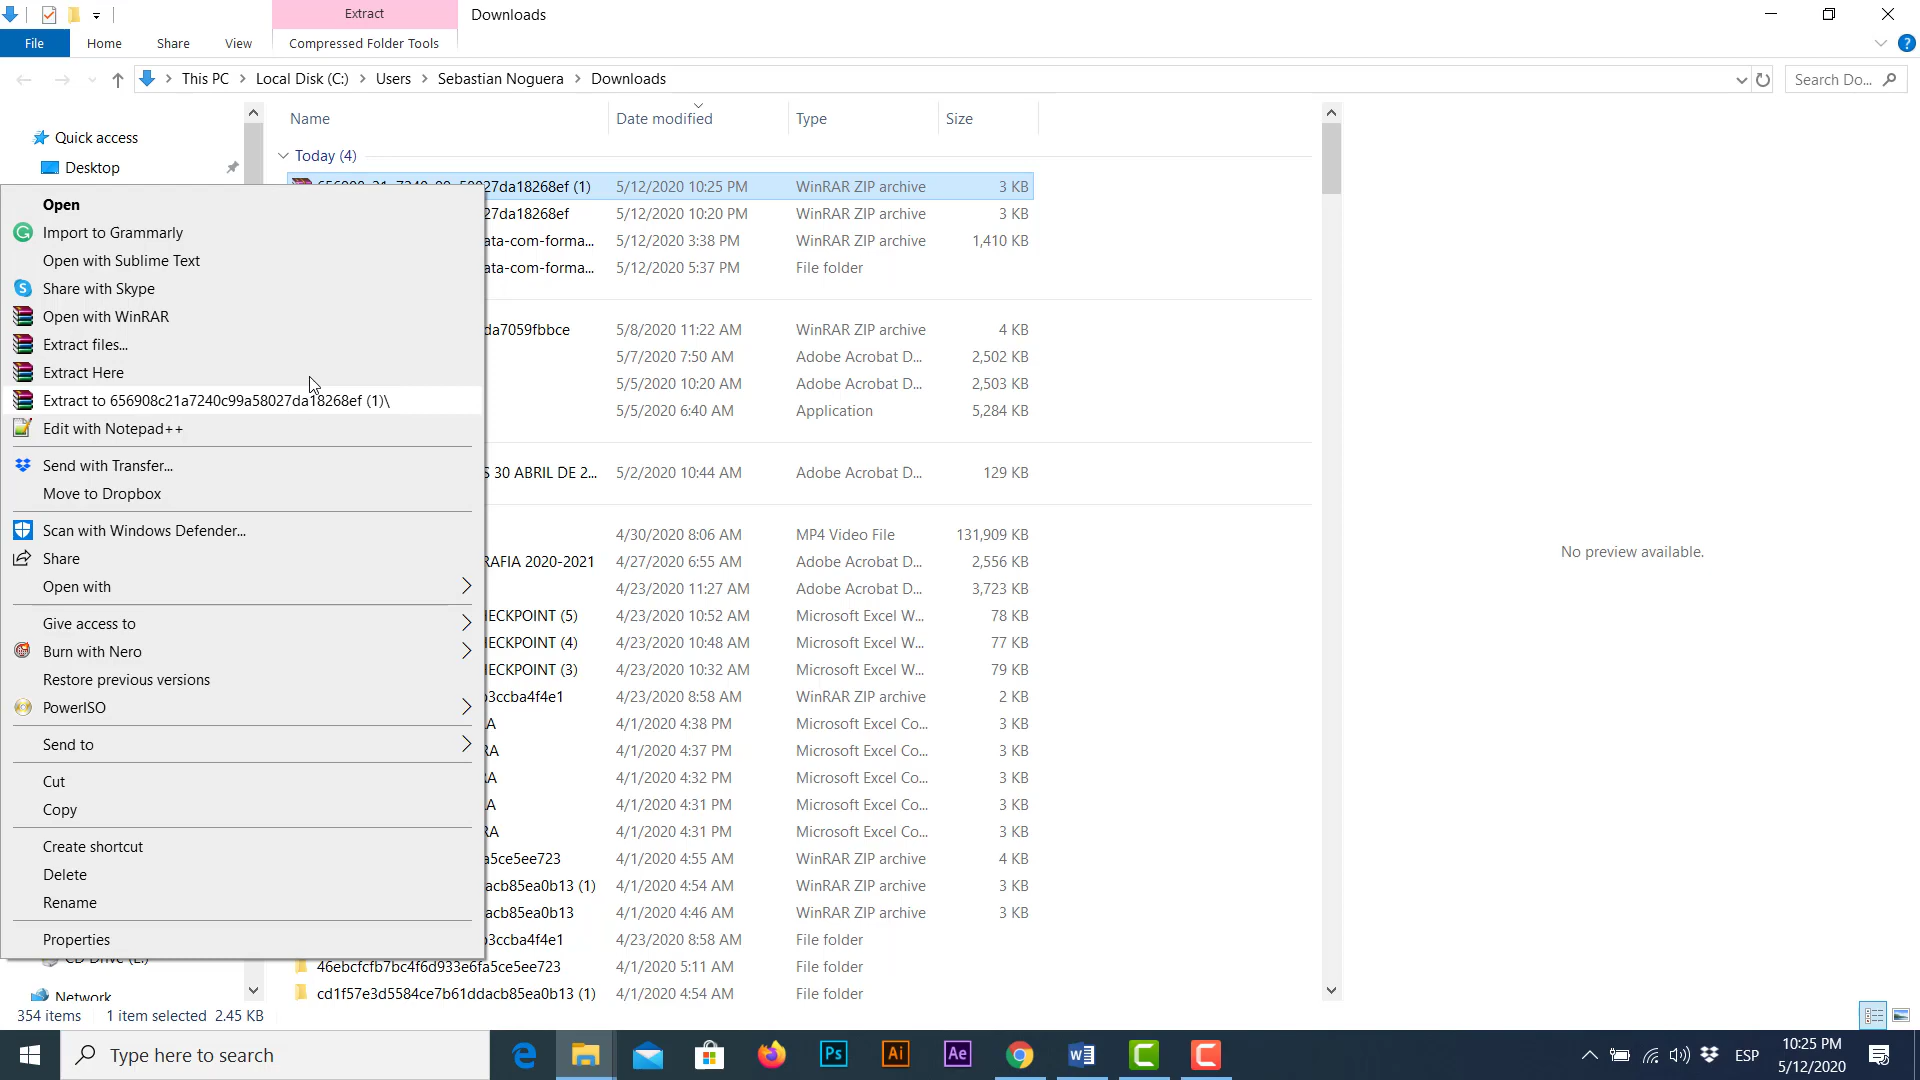 Extract
Downloads
File
Home
Share
View
Compressed Folder Tools
This PC
Local Disk (C:)
Users
Sebastian Noguera
Downloads
Search Do...
Name
Date modified
Type
Size
Quick access
Desktop
Today (4)
27da18268ef (1) 5/12/2020 10:25 PM WinRAR ZIP archive 3 KB
27da18268ef 5/12/2020 10:20 PM WinRAR ZIP archive 3 KB
ata-com-forma... 5/12/2020 3:38 PM WinRAR ZIP archive 1,410 KB
ata-com-forma... 5/12/2020 5:37 PM File folder
da7059fbbce 5/8/2020 11:22 AM WinRAR ZIP archive 4 KB
5/7/2020 7:50 AM Adobe Acrobat D... 2,502 KB
5/5/2020 10:20 AM Adobe Acrobat D... 2,503 KB
5/5/2020 6:40 AM Application 5,284 KB
S 30 ABRIL DE 2... 5/2/2020 10:44 AM Adobe Acrobat D... 129 KB
4/30/2020 8:06 AM MP4 Video File 131,909 KB
RAFIA 2020-2021 4/27/2020 6:55 AM Adobe Acrobat D... 2,556 KB
4/23/2020 11:27 AM Adobe Acrobat D... 3,723 KB
HECKPOINT (5) 4/23/2020 10:52 AM Microsoft Excel W... 78 KB
HECKPOINT (4) 4/23/2020 10:48 AM Microsoft Excel W... 77 KB
HECKPOINT (3) 4/23/2020 10:32 AM Microsoft Excel W... 79 KB
b3ccba4f4e1 4/23/2020 8:58 AM WinRAR ZIP archive 2 KB
A 4/1/2020 4:38 PM Microsoft Excel Co... 3 KB
RA 4/1/2020 4:37 PM Microsoft Excel Co... 3 KB
RA 4/1/2020 4:32 PM Microsoft Excel Co... 3 KB
A 4/1/2020 4:31 PM Microsoft Excel Co... 3 KB
RA 4/1/2020 4:31 PM Microsoft Excel Co... 3 KB
a5ce5ee723 4/1/2020 4:55 AM WinRAR ZIP archive 4 KB
acb85ea0b13 (1) 4/1/2020 4:54 AM WinRAR ZIP archive 3 KB
acb85ea0b13 4/1/2020 4:46 AM WinRAR ZIP archive 3 KB
b3ccba4f4e1 4/23/2020 8:58 AM File folder
46ebcfcfb7bc4f6d933e6fa5ce5ee723 4/1/2020 5:11 AM File folder
cd1f57e3d5584ce7b61ddacb85ea0b13 (1) 4/1/2020 4:54 AM File folder
Open
Import to Grammarly
Open with Sublime Text
Share with Skype
Open with WinRAR
Extract files...
Extract Here
Extract to 656908c21a7240c99a58027da18268ef (1)\
Edit with Notepad++
Send with Transfer...
Move to Dropbox
Scan with Windows Defender...
Share
Open with
Give access to
Burn with Nero
Restore previous versions
PowerISO
Send to
Cut
Copy
Create shortcut
Delete
Rename
Properties
Network
No preview available.
354 items
1 item selected 2.45 KB
Type here to search
Ps
Ai
Ae
ESP
10:25 PM
5/12/2020